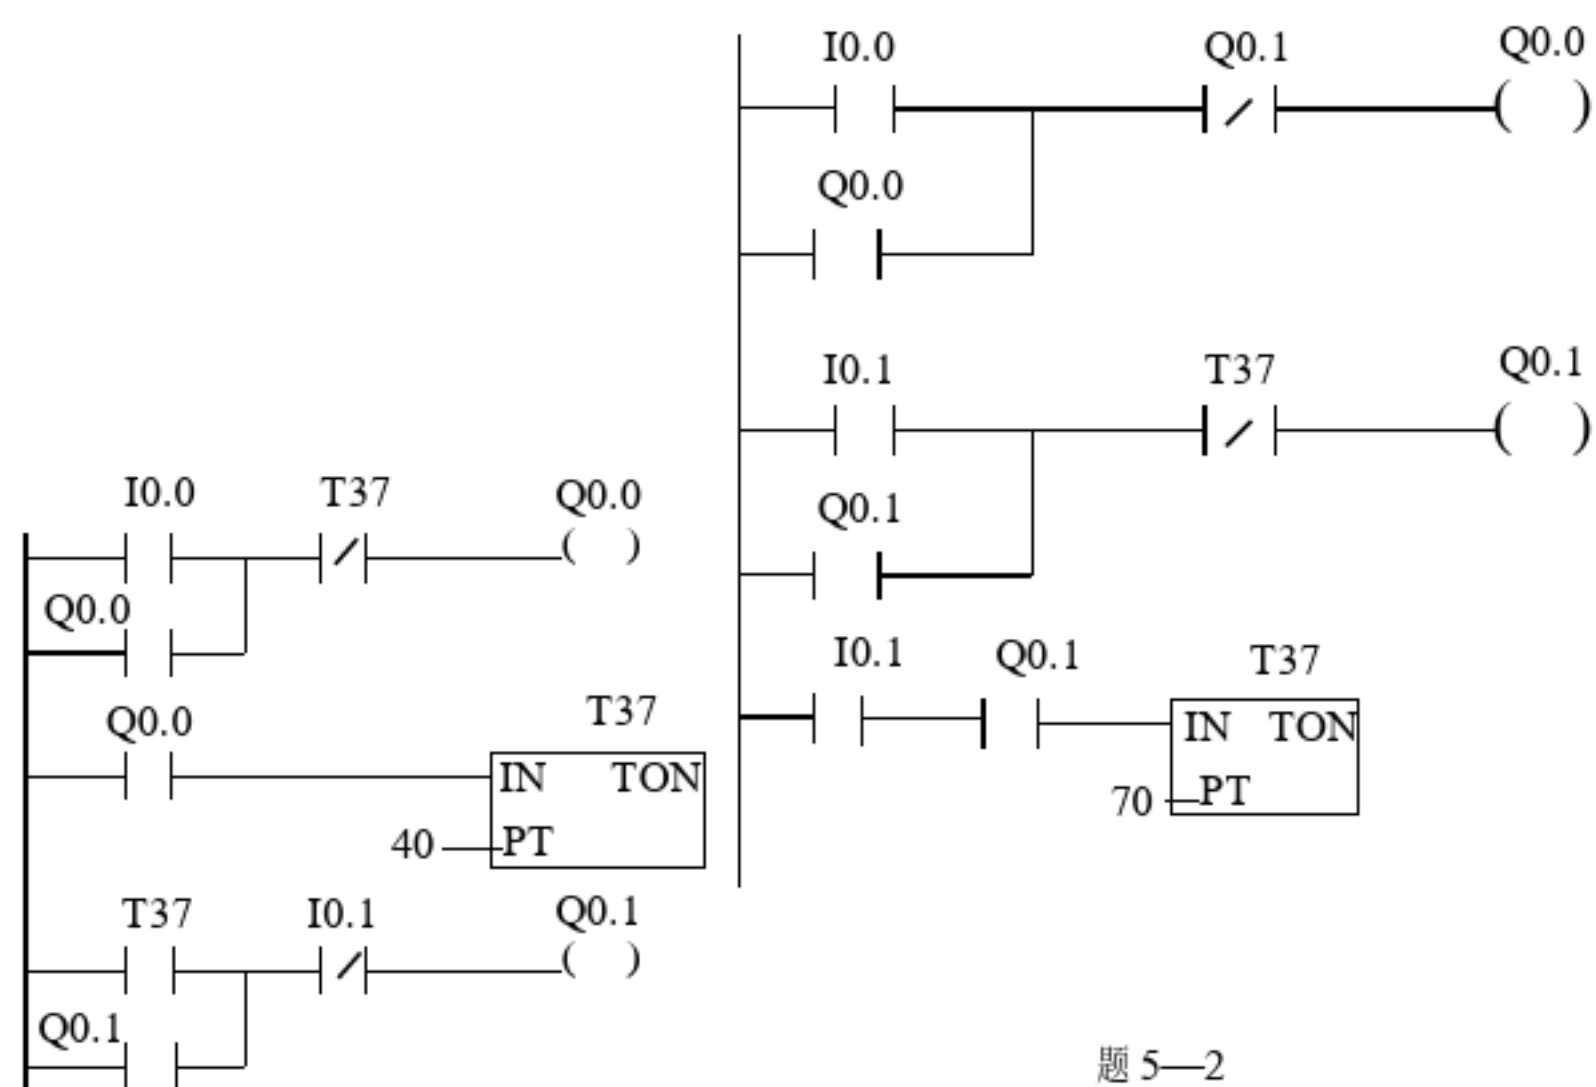 I0.0 Q0.1 Q0.0
Q0.0
I0.1 T37 Q0.1
Q0.1
I0.1 Q0.1 T37
IN TON
70 PT
I0.0 T37 Q0.0
Q0.0
Q0.0 T37
IN TON
40 PT
T37 I0.1 Q0.1
Q0.1
题 5—2